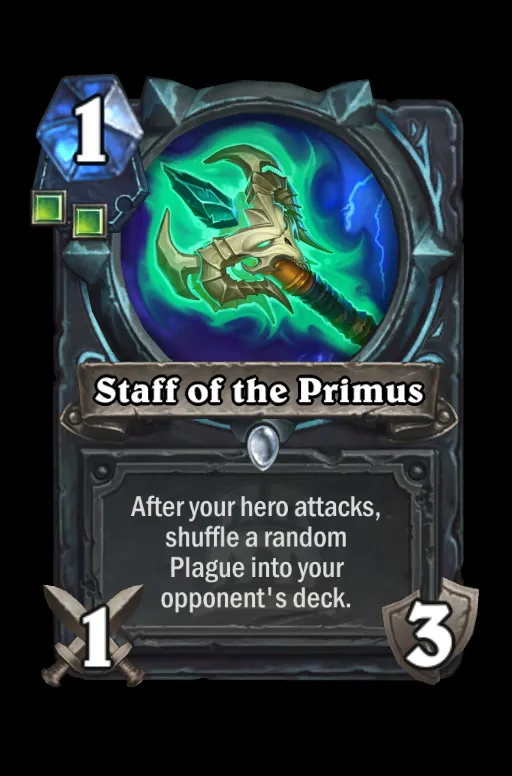 1
Staff of the Primus
After your hero attacks,
shuffle a random
Plague into your
opponent's deck.
1
3